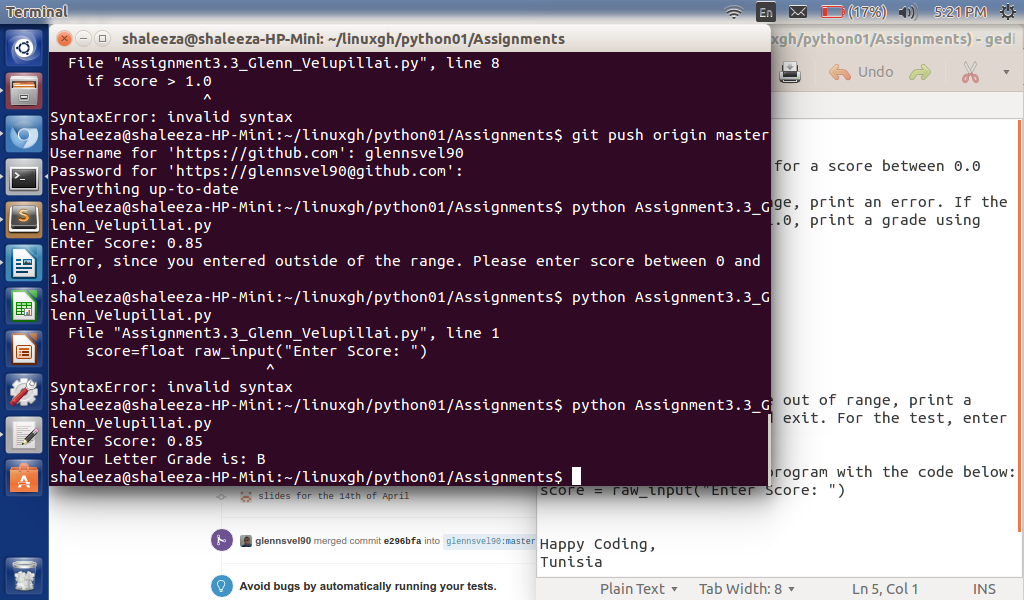 Terminal
En
(17%)
5:21 PM
shaleeza@shaleeza-HP-Mini: ~/linuxgh/python01/Assignments
File "Assignment3.3_Glenn_Velupillai.py", line 8
if score > 1.0
^
SyntaxError: invalid syntax
shaleeza@shaleeza-HP-Mini:~/linuxgh/python01/Assignments$ git push origin master
Username for 'https://github.com': glennsvel90
Password for 'https://glennsvel90@github.com':
Everything up-to-date
shaleeza@shaleeza-HP-Mini:~/linuxgh/python01/Assignments$ python Assignment3.3_G
lenn_Velupillai.py
Enter Score: 0.85
Error, since you entered outside of the range. Please enter score between 0 and
1.0
shaleeza@shaleeza-HP-Mini:~/linuxgh/python01/Assignments$ python Assignment3.3_G
lenn_Velupillai.py
File "Assignment3.3_Glenn_Velupillai.py", line 1
score=float raw_input("Enter Score: ")
^
SyntaxError: invalid syntax
shaleeza@shaleeza-HP-Mini:~/linuxgh/python01/Assignments$ python Assignment3.3_G
lenn_Velupillai.py
Enter Score: 0.85
Your Letter Grade is: B
shaleeza@shaleeza-HP-Mini:~/linuxgh/python01/Assignments$
xgh/python01/Assignments) - gedi
Undo
for a score between 0.0
ge, print an error. If the
.0, print a grade using
out of range, print a
exit. For the test, enter
program with the code below:
score = raw_input("Enter Score: ")
Happy Coding,
Tunisia
Plain Text
Tab Width: 8
Ln 5, Col 1
INS
slides for the 14th of April
glennsvel90 merged commit e296bfa into glennsvel90:master
Avoid bugs by automatically running your tests.